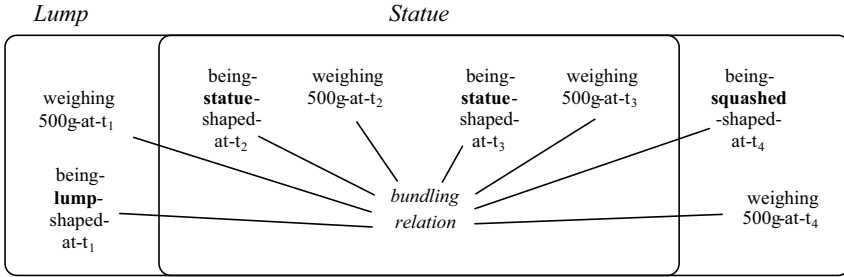 Lump
Statue
weighing
500g-at-t₁
being-
statue-
shaped-
at-t₂
weighing
500g-at-t₂
being-
statue-
shaped-
at-t₃
weighing
500g-at-t₃
being-
squashed
-shaped-
at-t₄
being-
lump-
shaped-
at-t₁
bundling
relation
weighing
500g-at-t₄